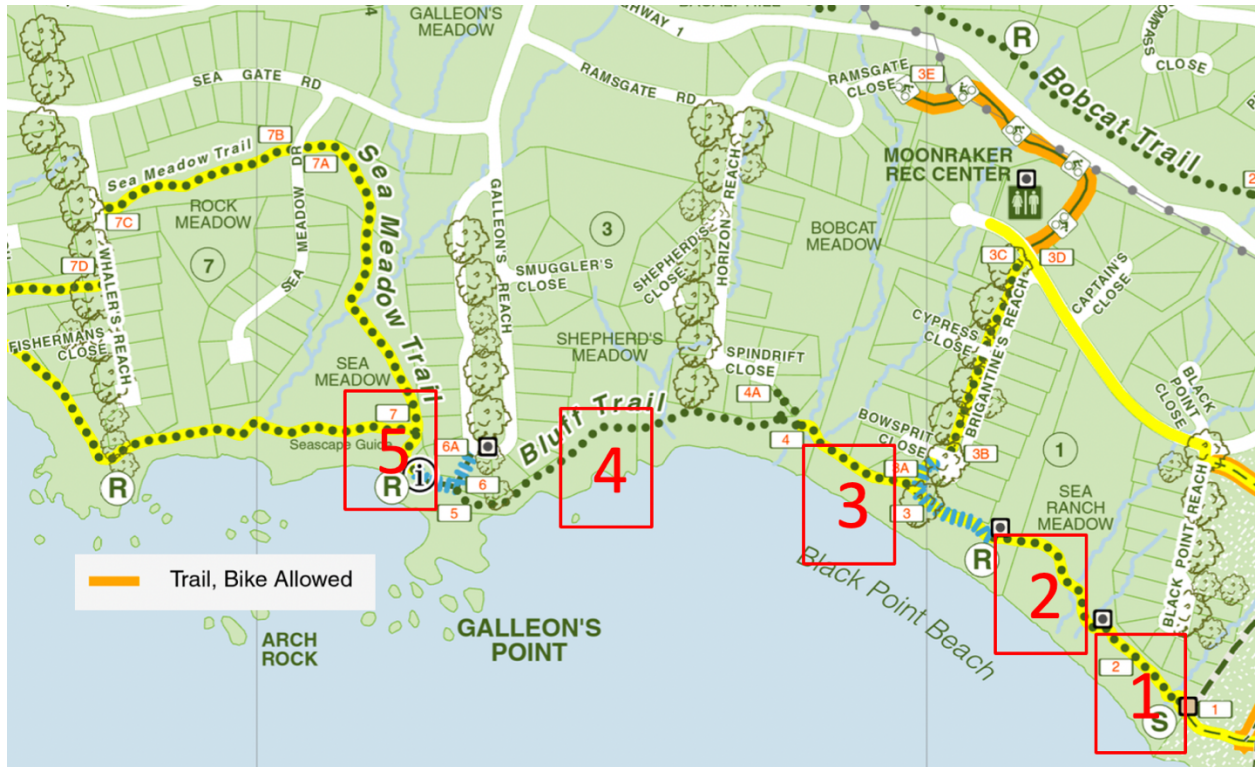 GALLEON'S
MEADOW
HIGHWAY 1
R
COMPASS
CLOSE
SEA GATE RD
RAMSGATE RD
RAMSGATE
CLOSE
3E
Bobcat Trail
7B
7A
Sea Meadow Trail
MOONRAKER
REC CENTER
2
7C
ROCK
MEADOW
SEA MEADOW DR
Sea Meadow Trail
GALLEON'S
REACH
3
HORIZON REACH
SHEPHERD'S
CLOSE
BOBCAT
MEADOW
7D
7
WHALER'S REACH
SMUGGLER'S
CLOSE
3C
3D
CAPTAIN'S
CLOSE
CYPRESS
CLOSE
BRIGANTINE'S REACH
FISHERMANS
CLOSE
SEA
MEADOW
SHEPHERD'S
MEADOW
SPINDRIFT
CLOSE
4A
BLACK
POINT
CLOSE
7
Seascape Guide
5
R
i
6A
6
5
Bluff Trail
4
4
BOWSPRIT
CLOSE
3A
3B
3
3
1
SEA
RANCH
MEADOW
BLACK POINT REACH
R
R
2
Black Point Beach
Trail, Bike Allowed
ARCH
ROCK
GALLEON'S
POINT
2
1
S
1